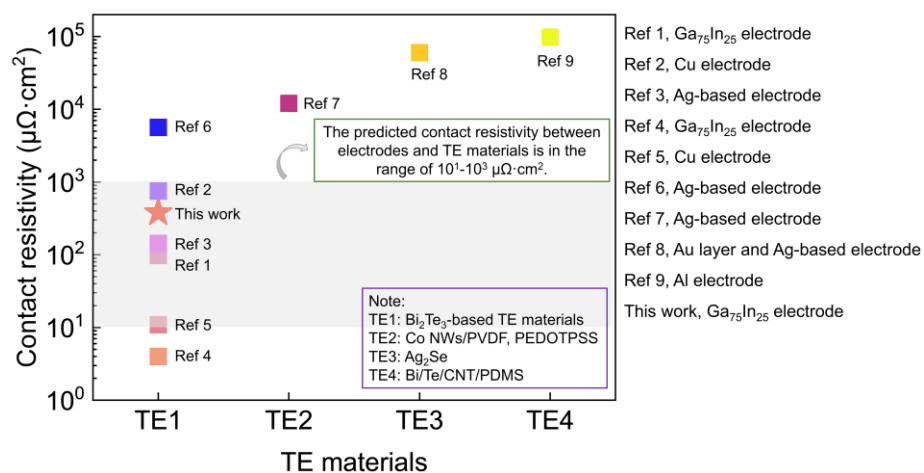 Contact resistivity (μΩ·cm²)
10⁵
10⁴
10³
10²
10¹
10⁰
Ref 6
Ref 2
This work
Ref 3
Ref 1
Ref 5
Ref 4
Ref 7
Ref 8
Ref 9
The predicted contact resistivity between
electrodes and TE materials is in the
range of 10¹-10³ μΩ·cm².
Note:
TE1: Bi₂Te₃-based TE materials
TE2: Co NWs/PVDF, PEDOTPSS
TE3: Ag₂Se
TE4: Bi/Te/CNT/PDMS
TE1
TE2
TE3
TE4
TE materials
Ref 1, Ga₇₅In₂₅ electrode
Ref 2, Cu electrode
Ref 3, Ag-based electrode
Ref 4, Ga₇₅In₂₅ electrode
Ref 5, Cu electrode
Ref 6, Ag-based electrode
Ref 7, Ag-based electrode
Ref 8, Au layer and Ag-based electrode
Ref 9, Al electrode
This work, Ga₇₅In₂₅ electrode